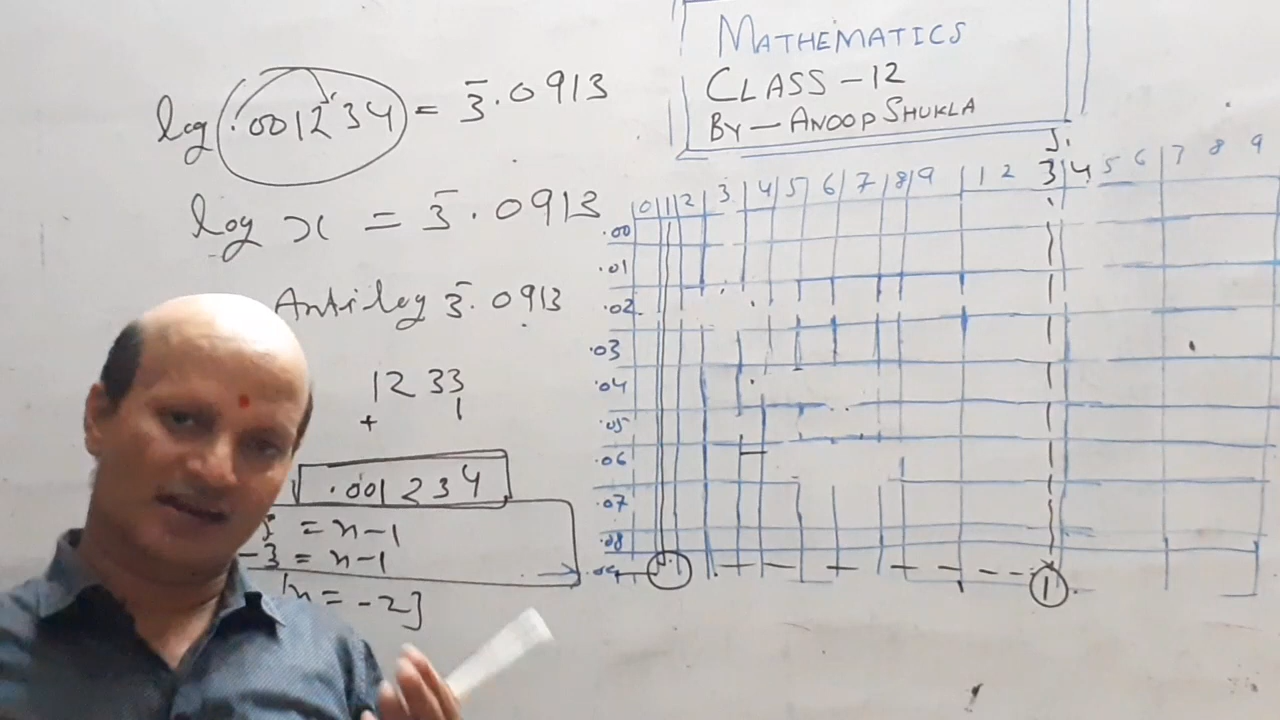 MATHEMATICS
CLASS - 12
BY - ANOOP SHUKLA
log .001234 = 3̅.0913
log x = 3̅.0913
Antilog 3̅.0913
1233
+ 1
.001234
= n-1
-3 = n-1
[n = -2]
0 1 2 3 4 5 6 7 8 9 1 2 3 4 5 6 7 8 9
.00
.01
.02
.03
.04
.05
.06
.07
.08
.09
1